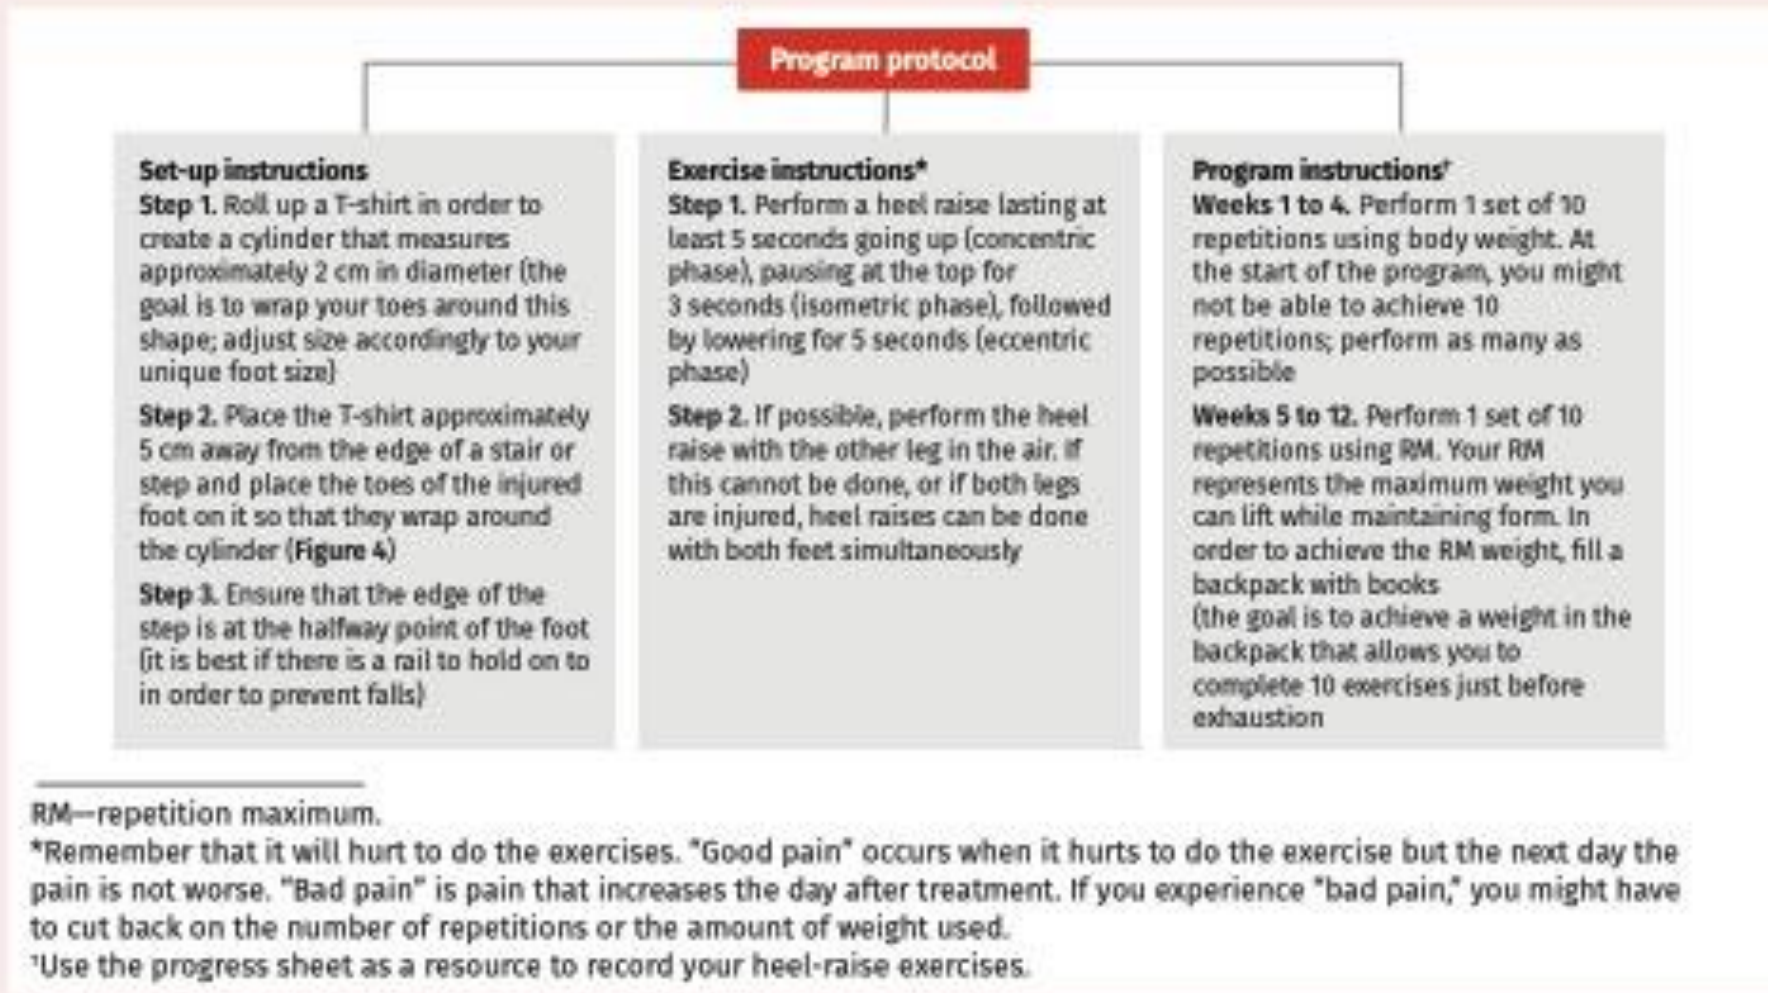 Program protocol
Set-up instructions
Step 1. Roll up a T-shirt in order to
create a cylinder that measures
approximately 2 cm in diameter (the
goal is to wrap your toes around this
shape; adjust size accordingly to your
unique foot size)
Step 2. Place the T-shirt approximately
5 cm away from the edge of a stair or
step and place the toes of the injured
foot on it so that they wrap around
the cylinder (Figure 4)
Step 3. Ensure that the edge of the
step is at the halfway point of the foot
(it is best if there is a rail to hold on to
in order to prevent falls)
Exercise instructions*
Step 1. Perform a heel raise lasting at
least 5 seconds going up (concentric
phase), pausing at the top for
3 seconds (isometric phase), followed
by lowering for 5 seconds (eccentric
phase)
Step 2. If possible, perform the heel
raise with the other leg in the air. If
this cannot be done, or if both legs
are injured, heel raises can be done
with both feet simultaneously
Program instructions†
Weeks 1 to 4. Perform 1 set of 10
repetitions using body weight. At
the start of the program, you might
not be able to achieve 10
repetitions; perform as many as
possible
Weeks 5 to 12. Perform 1 set of 10
repetitions using RM. Your RM
represents the maximum weight you
can lift while maintaining form. In
order to achieve the RM weight, fill a
backpack with books
(the goal is to achieve a weight in the
backpack that allows you to
complete 10 exercises just before
exhaustion
RM—repetition maximum.
*Remember that it will hurt to do the exercises. "Good pain" occurs when it hurts to do the exercise but the next day the
pain is not worse. "Bad pain" is pain that increases the day after treatment. If you experience "bad pain," you might have
to cut back on the number of repetitions or the amount of weight used.
†Use the progress sheet as a resource to record your heel-raise exercises.